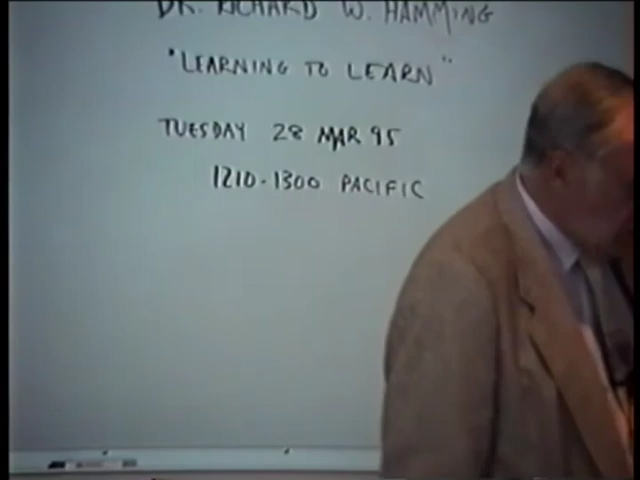 DR. RICHARD W. HAMMING
"LEARNING TO LEARN"
TUESDAY 28 MAR 95
1210-1300 PACIFIC